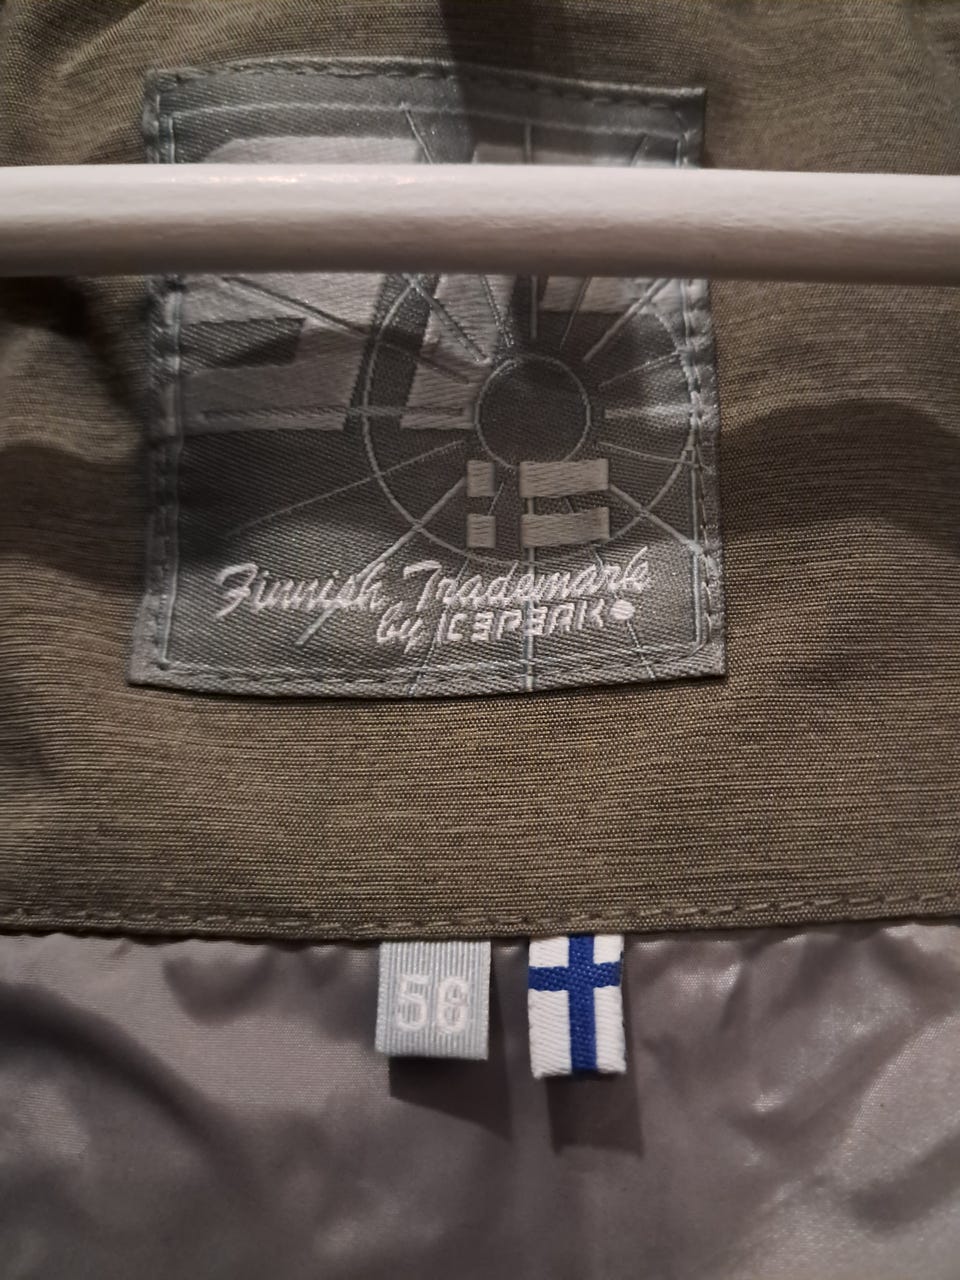 Finnish Trademark
by ICEPEAK
56